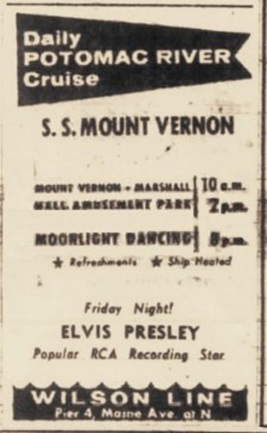 Daily
POTOMAC RIVER
Cruise
S. S. MOUNT VERNON
MOUNT VERNON - MARSHALL 10 a.m.
HALL AMUSEMENT PARK 2 p.m.
MOONLIGHT DANCING 8 p.m.
★ Refreshments ★ Ship Heated
Friday Night!
ELVIS PRESLEY
Popular RCA Recording Star
WILSON LINE
Pier 4, Maine Ave. at N